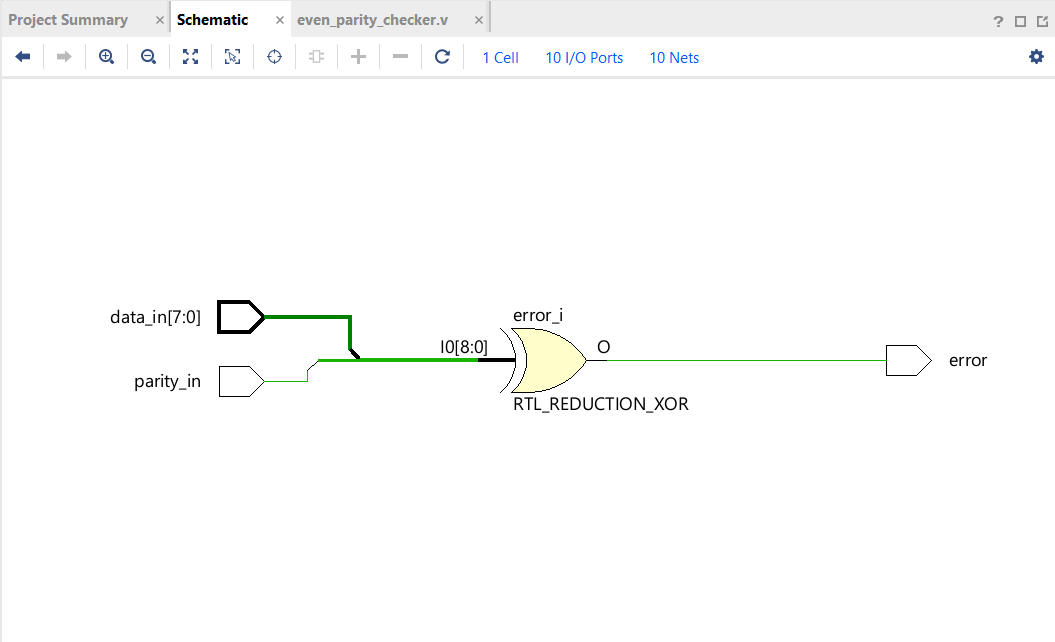 Project Summary × Schematic × even_parity_checker.v × ?
1 Cell 10 I/O Ports 10 Nets
error_i
data_in[7:0]
I0[8:0] O
error
parity_in
RTL_REDUCTION_XOR